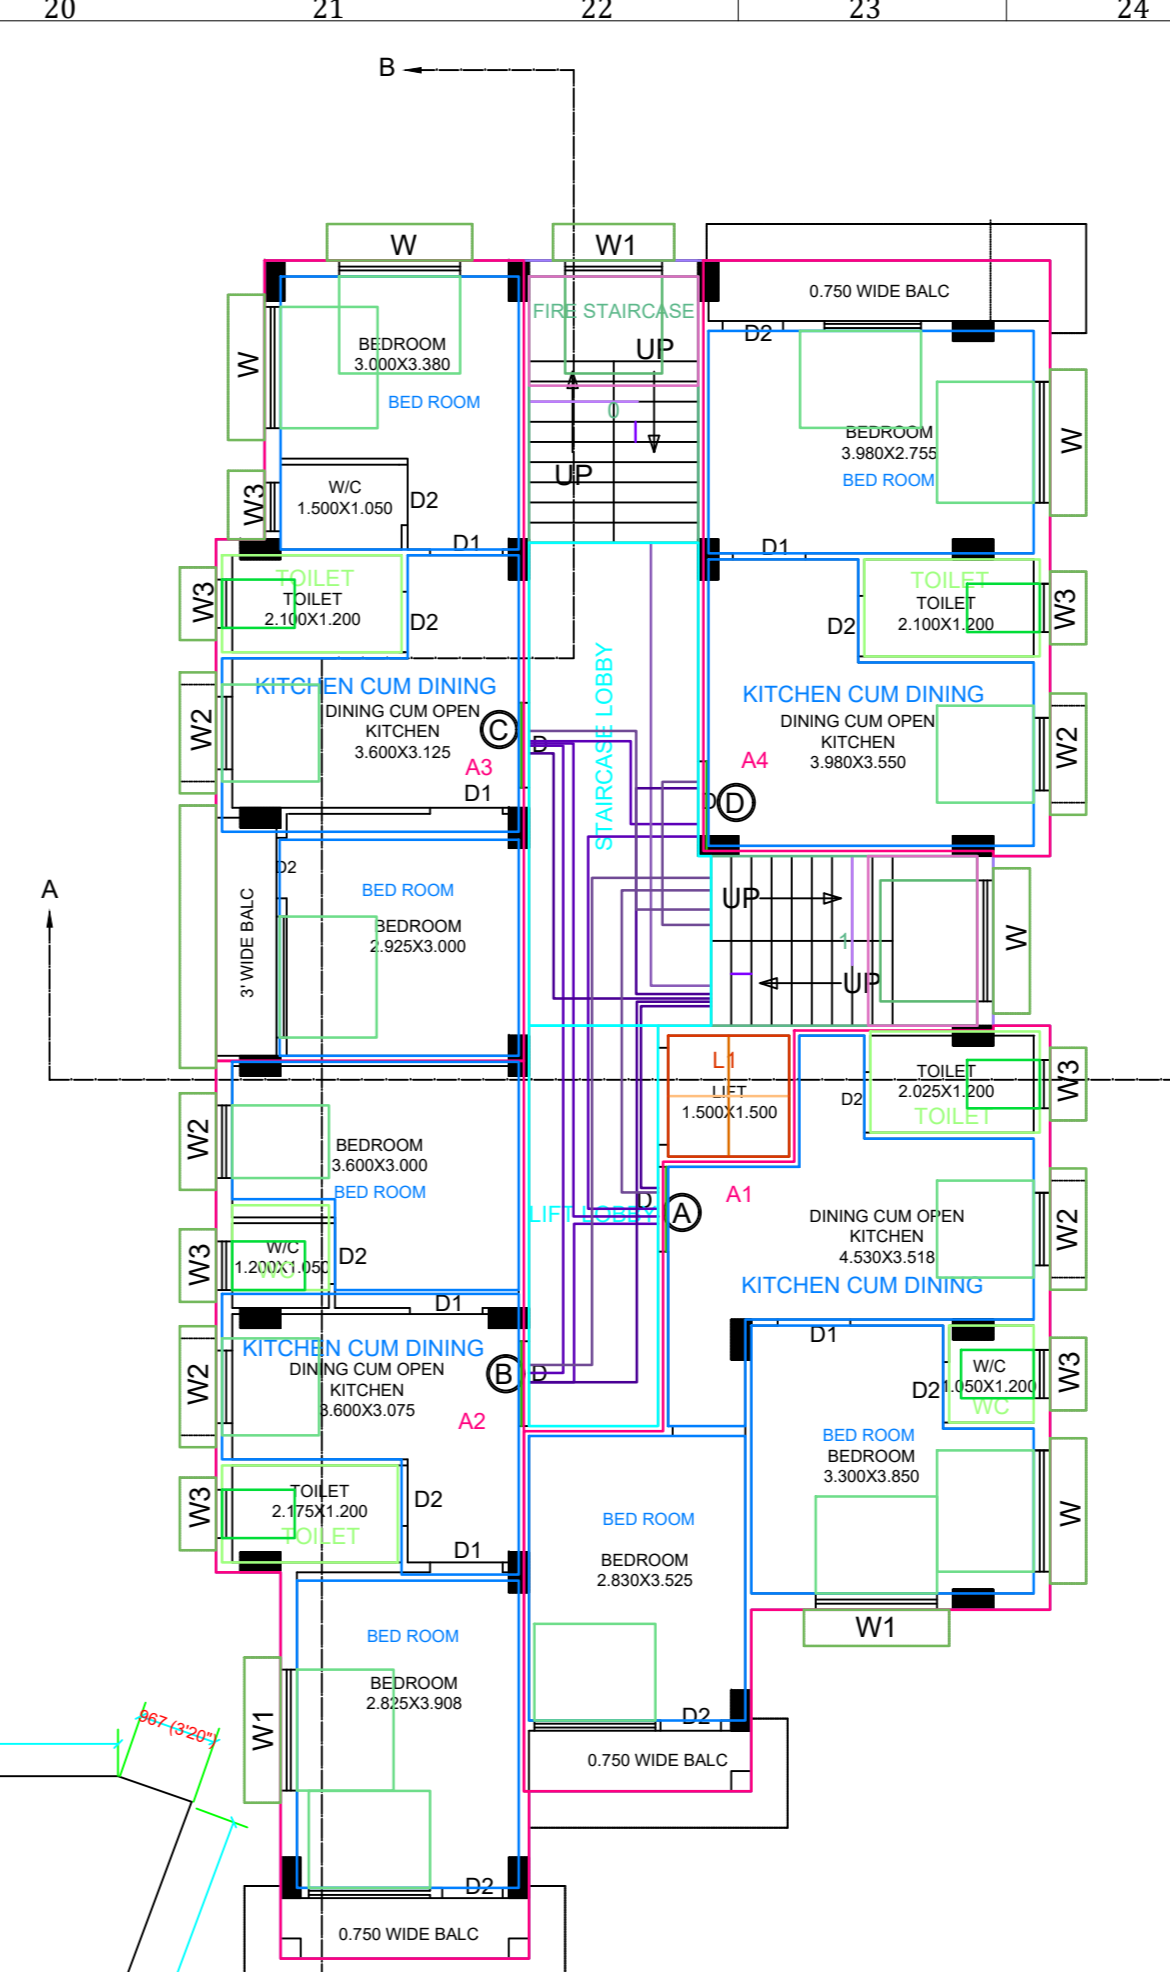 20 21 22 23 24
B
W
W1
0.750 WIDE BALC
FIRE STAIRCASE
UP
D2
W
BEDROOM
3.000X3.380
BED ROOM
0
BEDROOM
3.980X2.755
BED ROOM
W
UP
W3
W/C
1.500X1.050
D2
D1
D1
W3
TOILET
TOILET
2.100X1.200
D2
D2
TOILET
TOILET
2.100X1.200
W3
STAIRCASE LOBBY
W2
KITCHEN CUM DINING
DINING CUM OPEN
KITCHEN
3.600X3.125
C
D
A3
D1
KITCHEN CUM DINING
DINING CUM OPEN
KITCHEN
3.980X3.550
A4
D
D
W2
A
D2
BED ROOM
BEDROOM
2.925X3.000
3' WIDE BALC
UP
1
UP
W
L1
LIFT
1.500X1.500
D2
TOILET
2.025X1.200
TOILET
W3
W2
BEDROOM
3.600X3.000
BED ROOM
LIFT LOBBY
D
A
A1
DINING CUM OPEN
KITCHEN
4.530X3.518
KITCHEN CUM DINING
W2
W3
W/C
1.200X1.050
WC
D2
D1
W2
KITCHEN CUM DINING
DINING CUM OPEN
KITCHEN
3.600X3.075
B
D
A2
D1
D2
W/C
1.050X1.200
WC
W3
BED ROOM
BEDROOM
3.300X3.850
W
W3
TOILET
2.175X1.200
TOILET
D2
D1
BED ROOM
BEDROOM
2.830X3.525
W1
BED ROOM
BEDROOM
2.825X3.908
W1
967 (3'20")
D2
0.750 WIDE BALC
D2
0.750 WIDE BALC